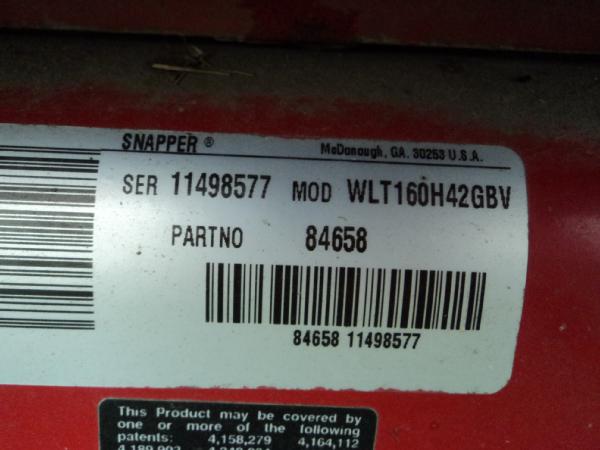 SNAPPER ® McDonough, GA. 30253 U.S.A.
SER 11498577 MOD WLT160H42GBV
PARTNO 84658
84658 11498577
This Product may be covered by
one or more of the following
patents: 4,158,279 4,164,112